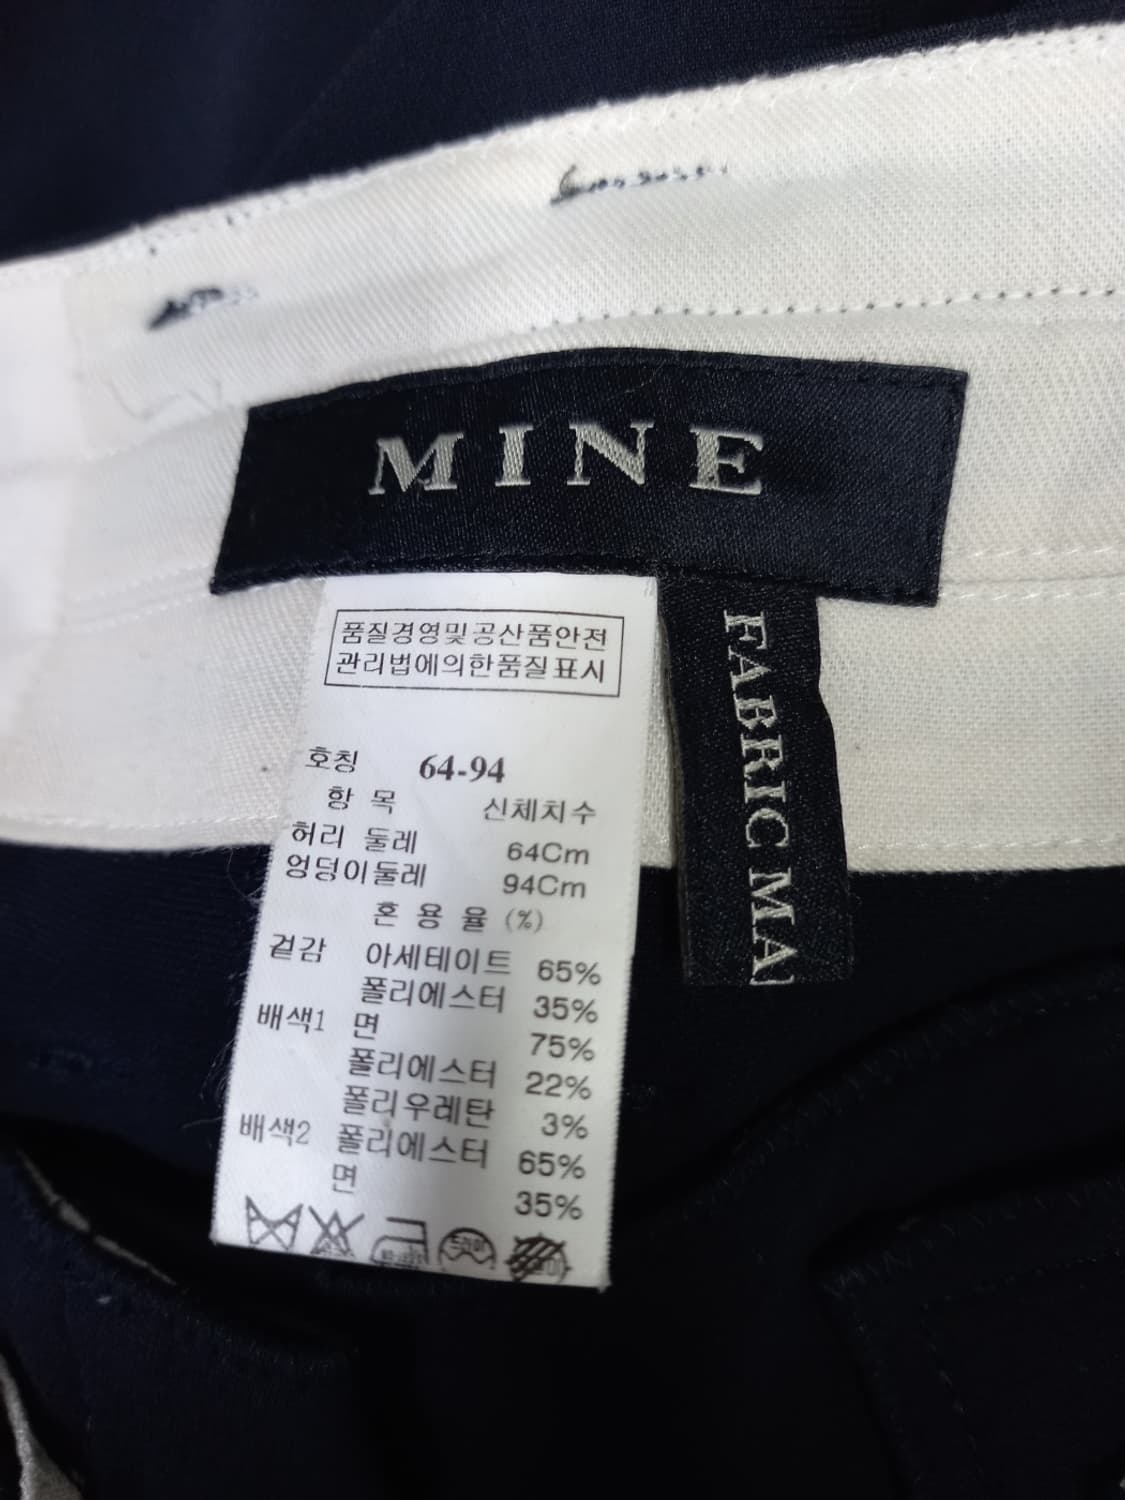 MINE
품질경영및공산품안전
관리법에의한품질표시
호칭 64-94
항 목 신체치수
허리 둘레 64Cm
엉덩이둘레 94Cm
혼 용 율 (%)
겉감 아세테이트 65%
폴리에스터 35%
배색1 면 75%
폴리에스터 22%
폴리우레탄 3%
배색2 폴리에스터 65%
면 35%
드라이
FABRIC MA